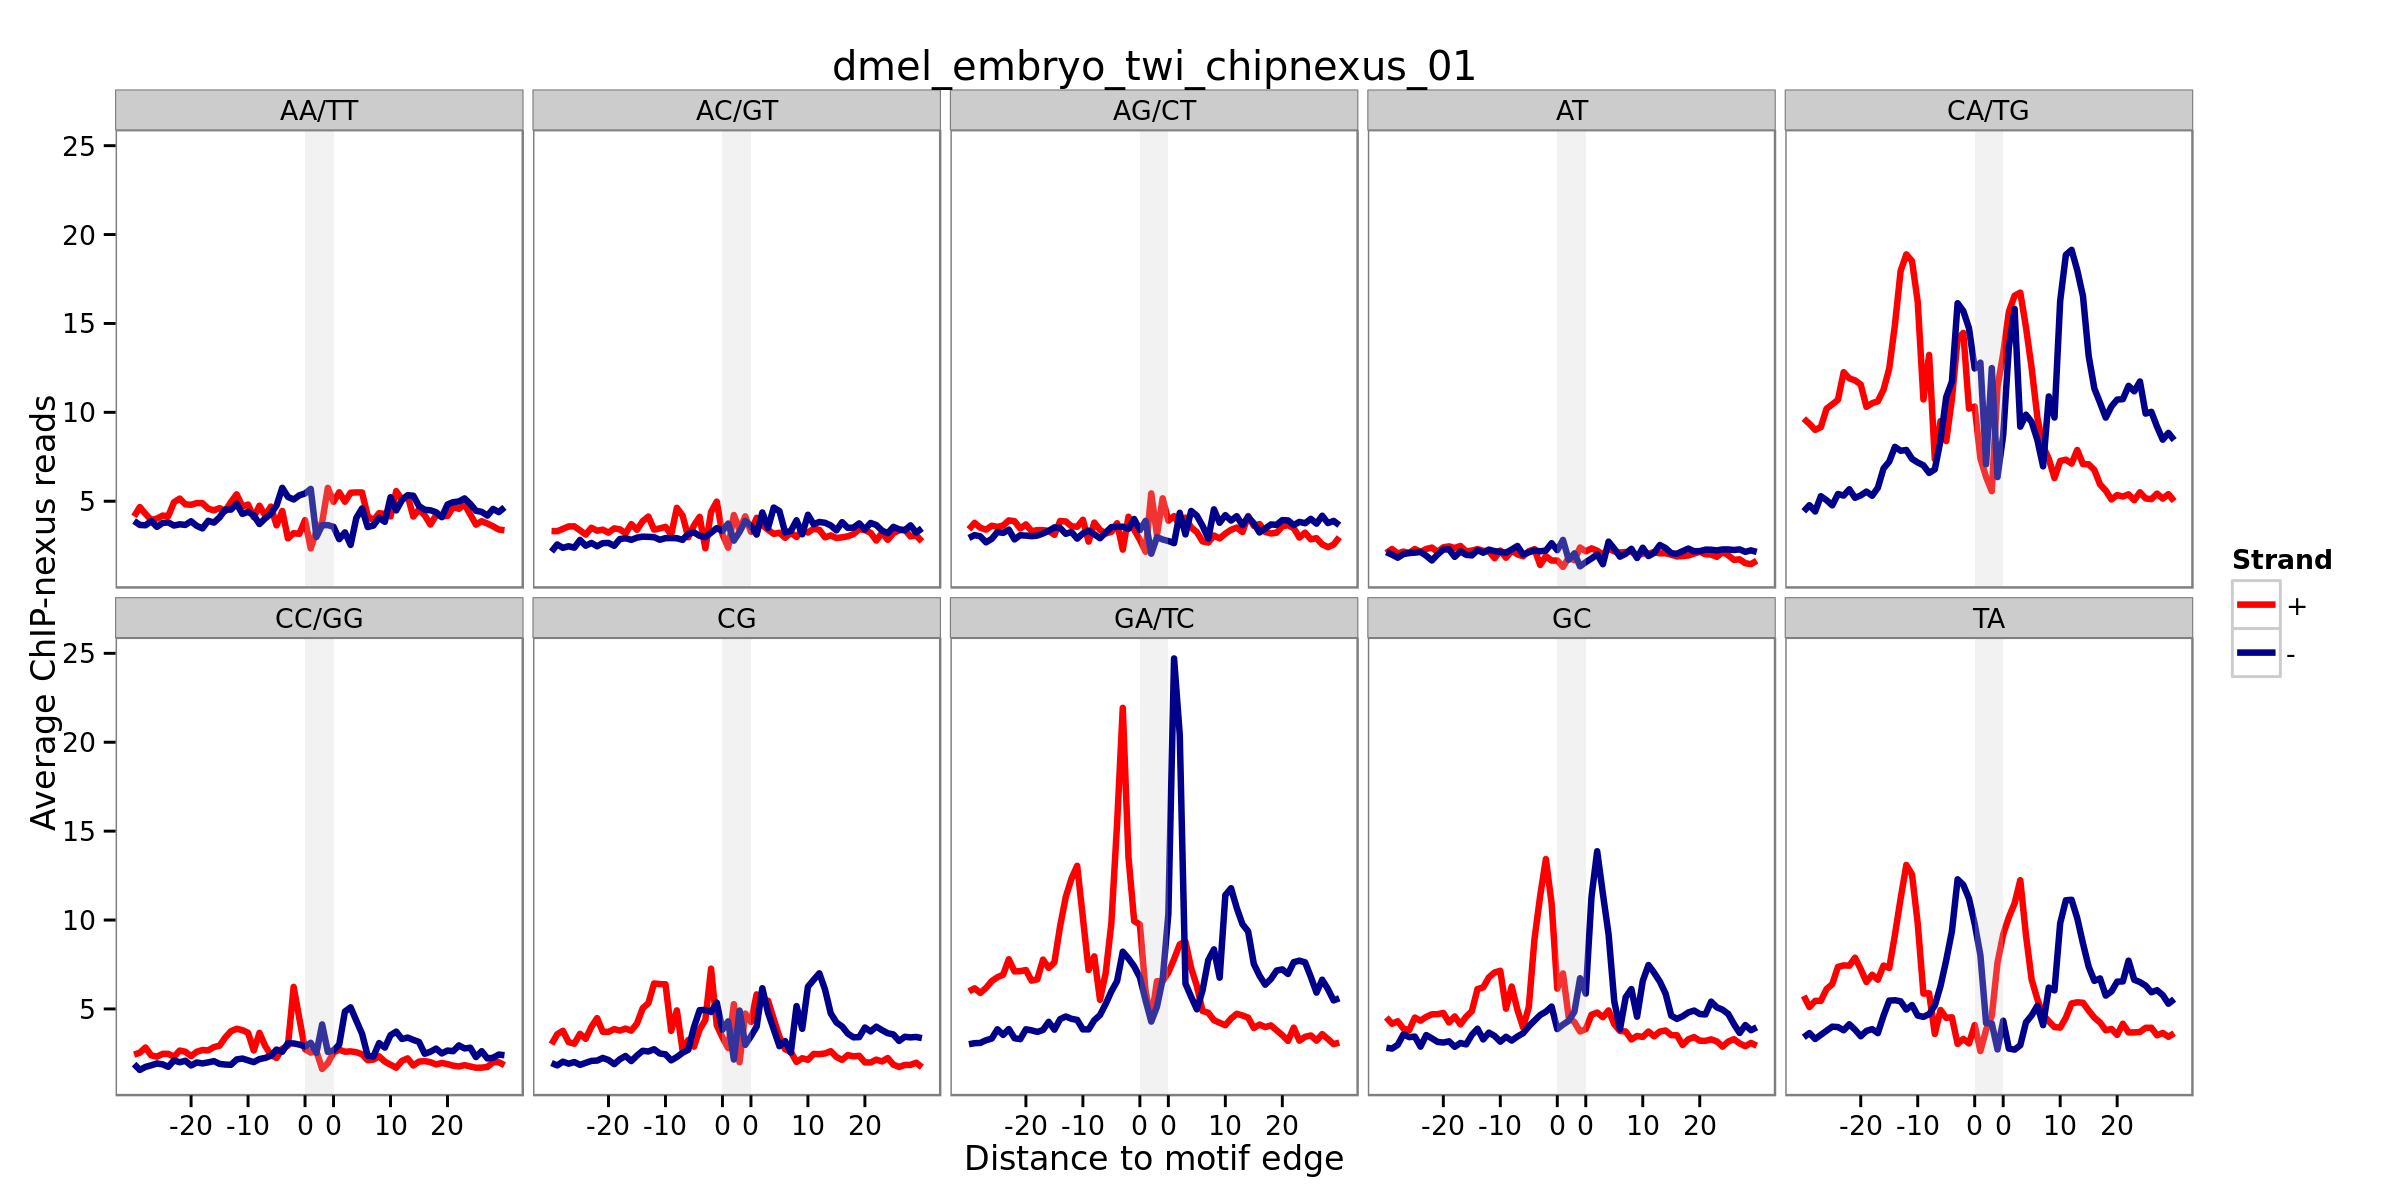 dmel_embryo_twi_chipnexus_01
AA/TT AC/GT AG/CT AT CA/TG
25
20
15
10
5
CC/GG CG GA/TC GC TA
25
20
15
10
5
-20 -10 0 0 10 20 -20 -10 0 0 10 20 -20 -10 0 0 10 20 -20 -10 0 0 10 20 -20 -10 0 0 10 20
Distance to motif edge
Average ChIP-nexus reads
Strand
+
-